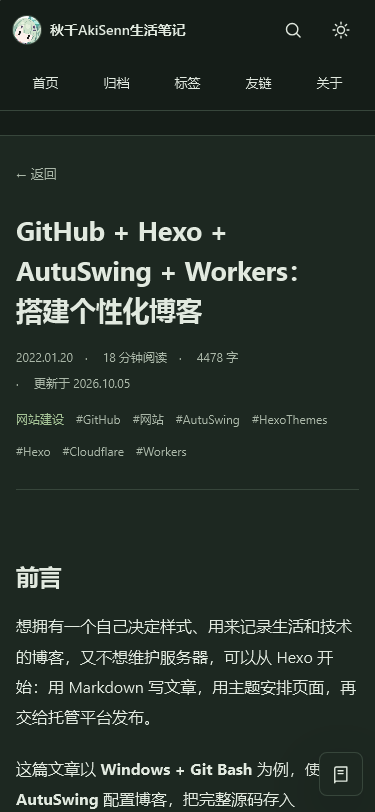 秋千AkiSenn生活笔记
首页 归档 标签 友链 关于
← 返回
GitHub + Hexo +
AutuSwing + Workers：
搭建个性化博客
2022.01.20 · 18 分钟阅读 · 4478 字
· 更新于 2026.10.05
网站建设 #GitHub #网站 #AutuSwing #HexoThemes
#Hexo #Cloudflare #Workers
前言
想拥有一个自己决定样式、用来记录生活和技术
的博客，又不想维护服务器，可以从 Hexo 开
始：用 Markdown 写文章，用主题安排页面，再
交给托管平台发布。
这篇文章以 Windows + Git Bash 为例，使
AutuSwing 配置博客，把完整源码存入